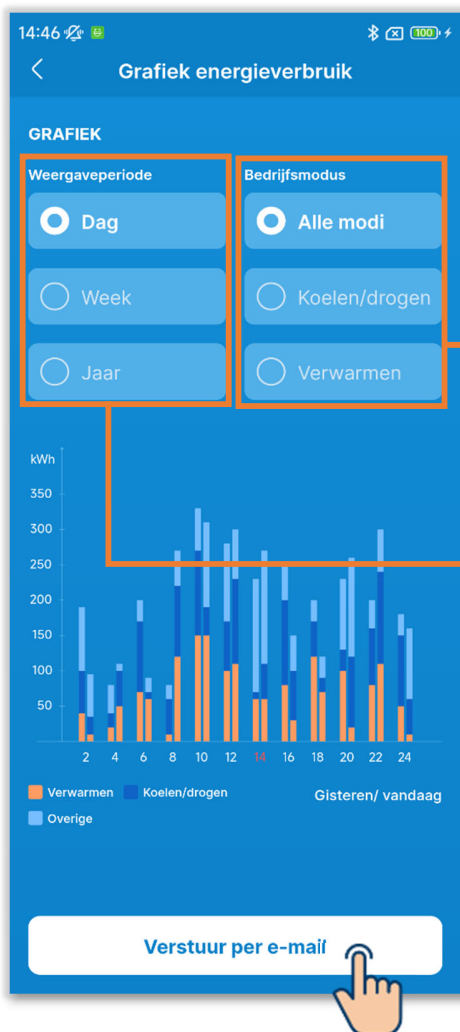 14:46 100
Grafiek energieverbruik
GRAFIEK
Weergaveperiode Bedrijfsmodus
Dag Alle modi
Week Koelen/drogen
Jaar Verwarmen
kWh
350
300
250
200
150
100
50
2 4 6 8 10 12 14 16 18 20 22 24
Verwarmen Koelen/drogen Gisteren/ vandaag
Overige
Verstuur per e-mail